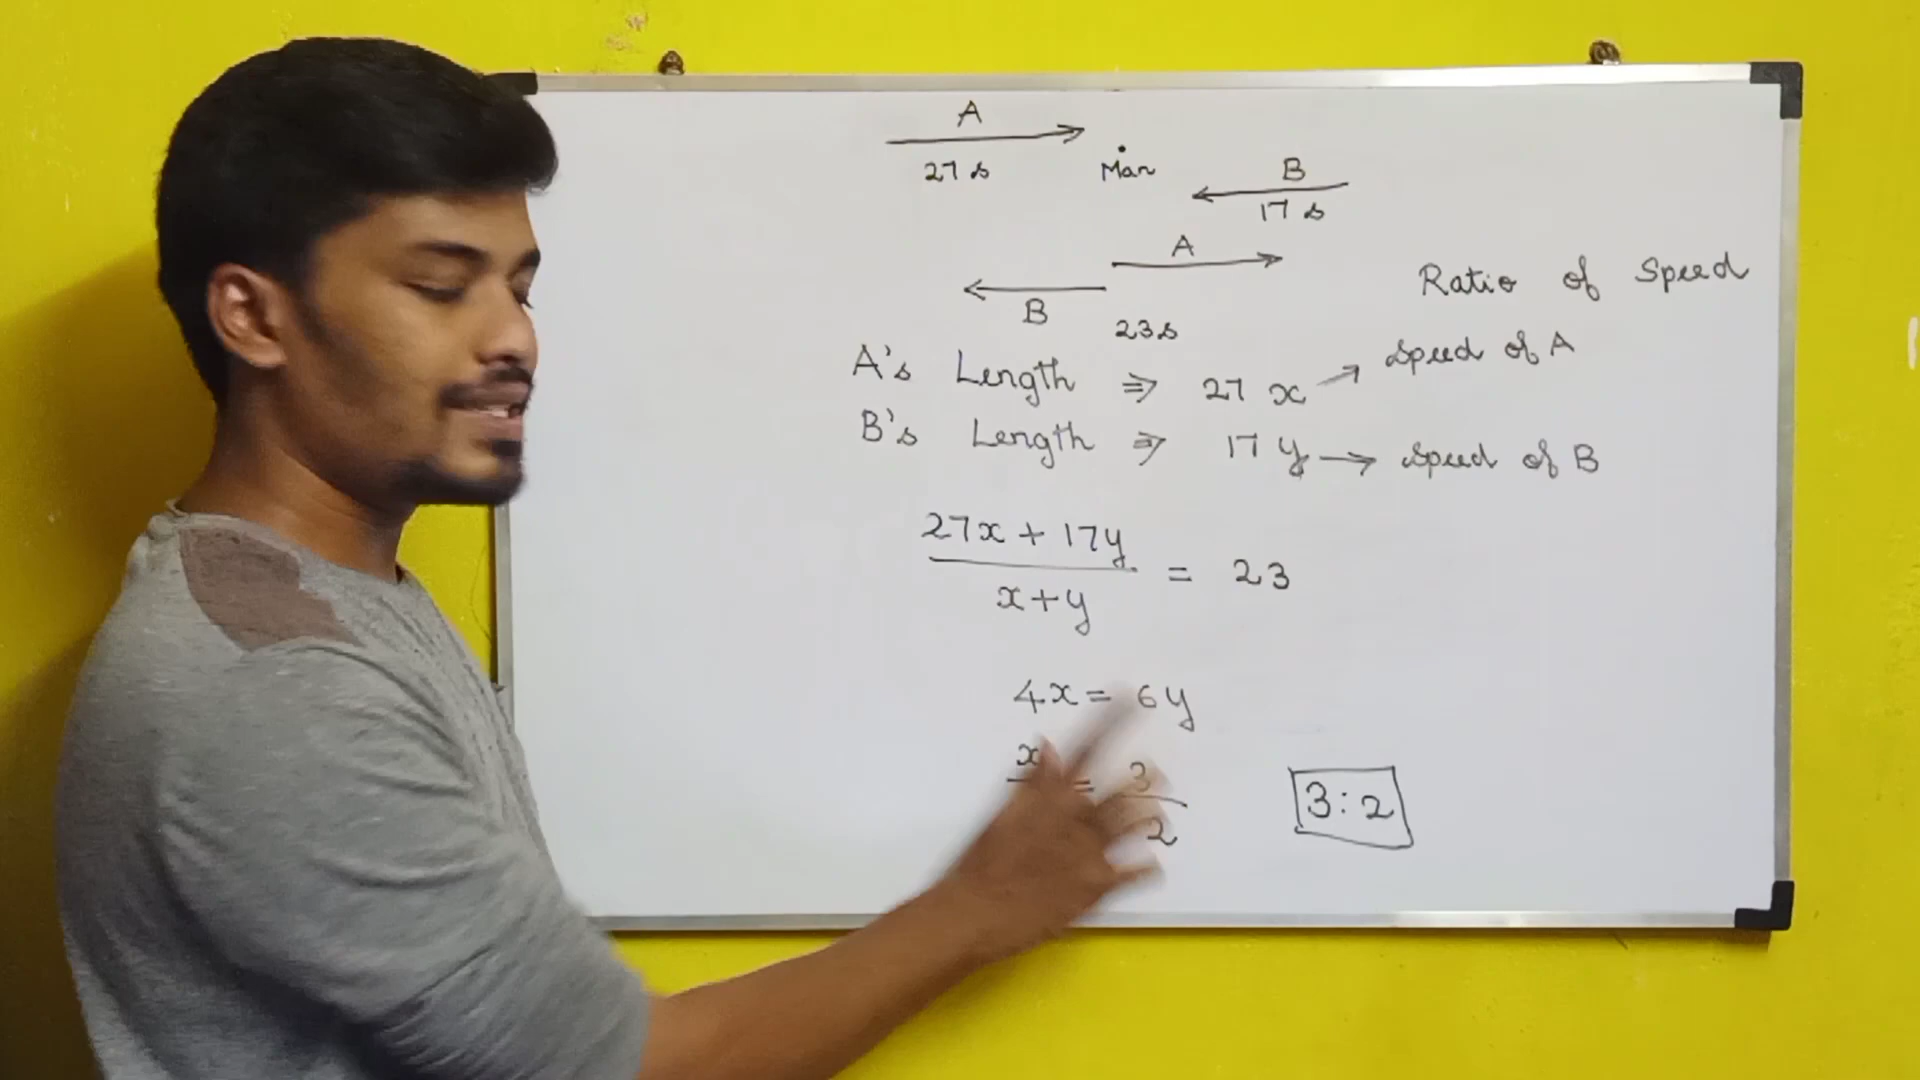 A
27 s
Man
B
17 s
A
B
23s
Ratio of Speed
A's Length ⇒ 27 x → Speed of A
B's Length ⇒ 17 y → Speed of B
27x + 17y
x+y
= 23
4x = 6y
x
= 3
2
3:2